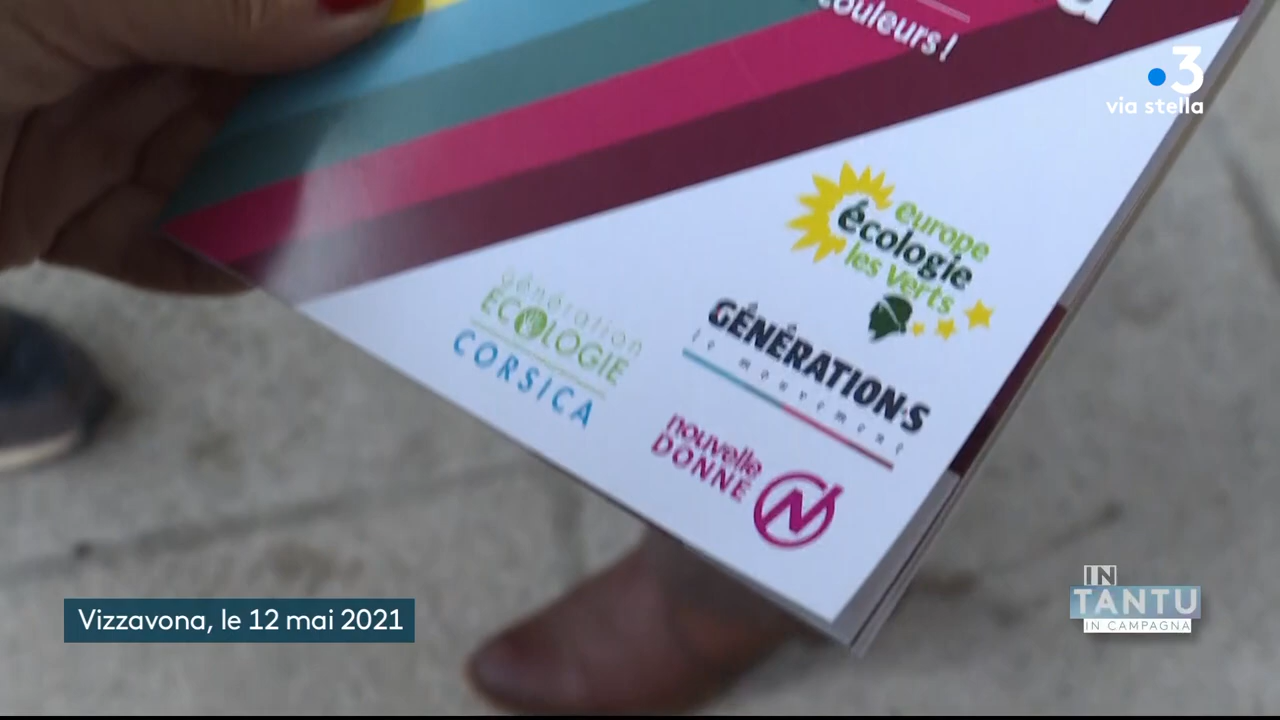 couleurs !
3
via stella
europe
écologie
les verts
génération
ECOLOGIE
CORSICA
GÉNÉRATION·S
le mouvement
nouvelle
DONNE
IN
TANTU
IN CAMPAGNA
Vizzavona, le 12 mai 2021